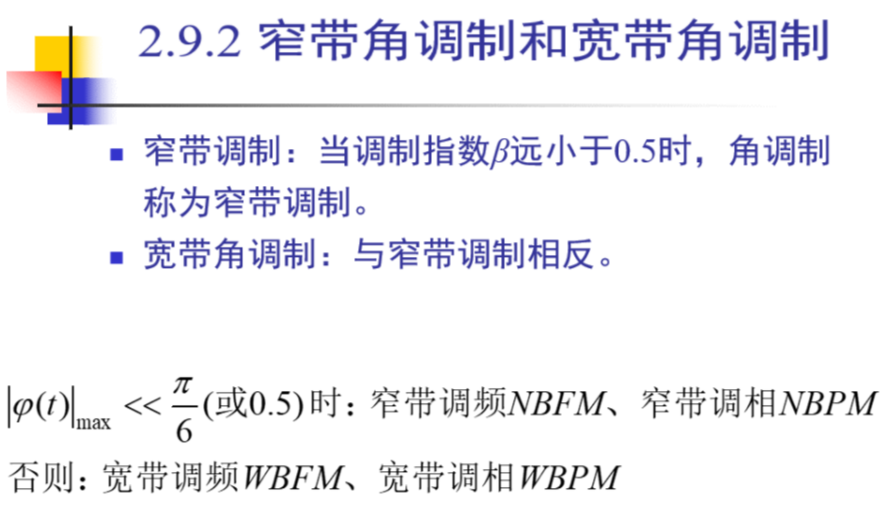 2.9.2 窄带角调制和宽带角调制
窄带调制：当调制指数β远小于0.5时，角调制
称为窄带调制。
宽带角调制：与窄带调制相反。
|φ(t)|max << π/6 (或0.5)时：窄带调频NBFM、窄带调相NBPM
否则：宽带调频WBFM、宽带调相WBPM